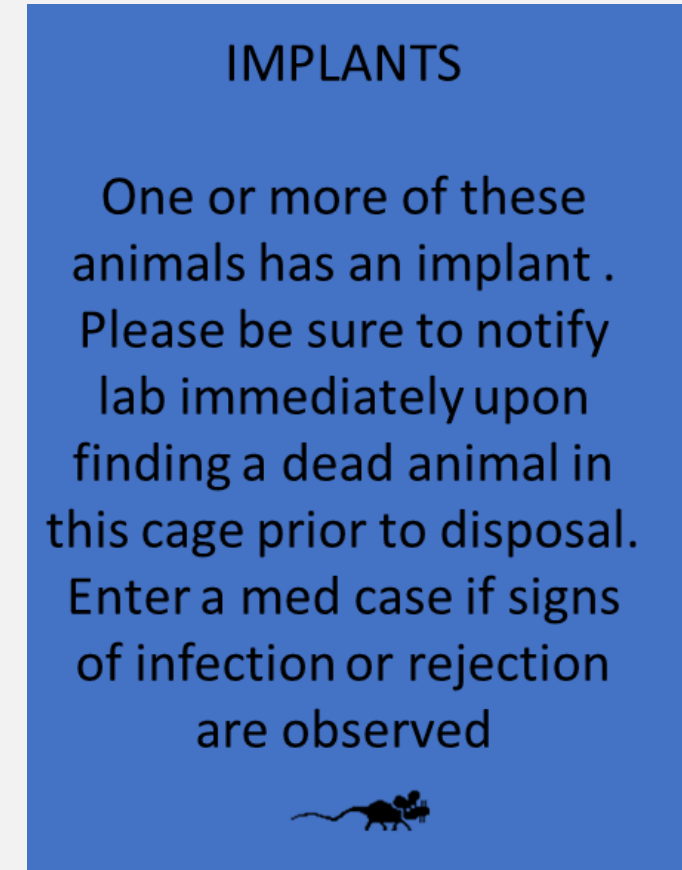 IMPLANTS
One or more of these
animals has an implant .
Please be sure to notify
lab immediately upon
finding a dead animal in
this cage prior to disposal.
Enter a med case if signs
of infection or rejection
are observed